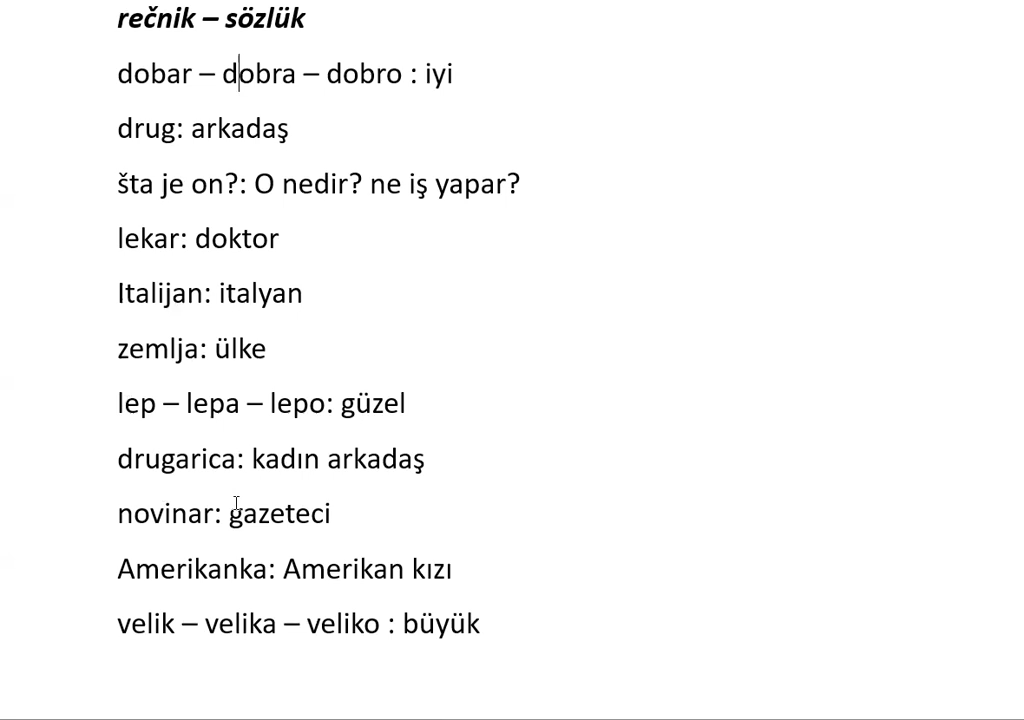 rečnik – sözlük
dobar – dobra – dobro : iyi
drug: arkadaş
šta je on?: O nedir? ne iş yapar?
lekar: doktor
Italijan: italyan
zemlja: ülke
lep – lepa – lepo: güzel
drugarica: kadın arkadaş
novinar: gazeteci
Amerikanka: Amerikan kızı
velik – velika – veliko : büyük